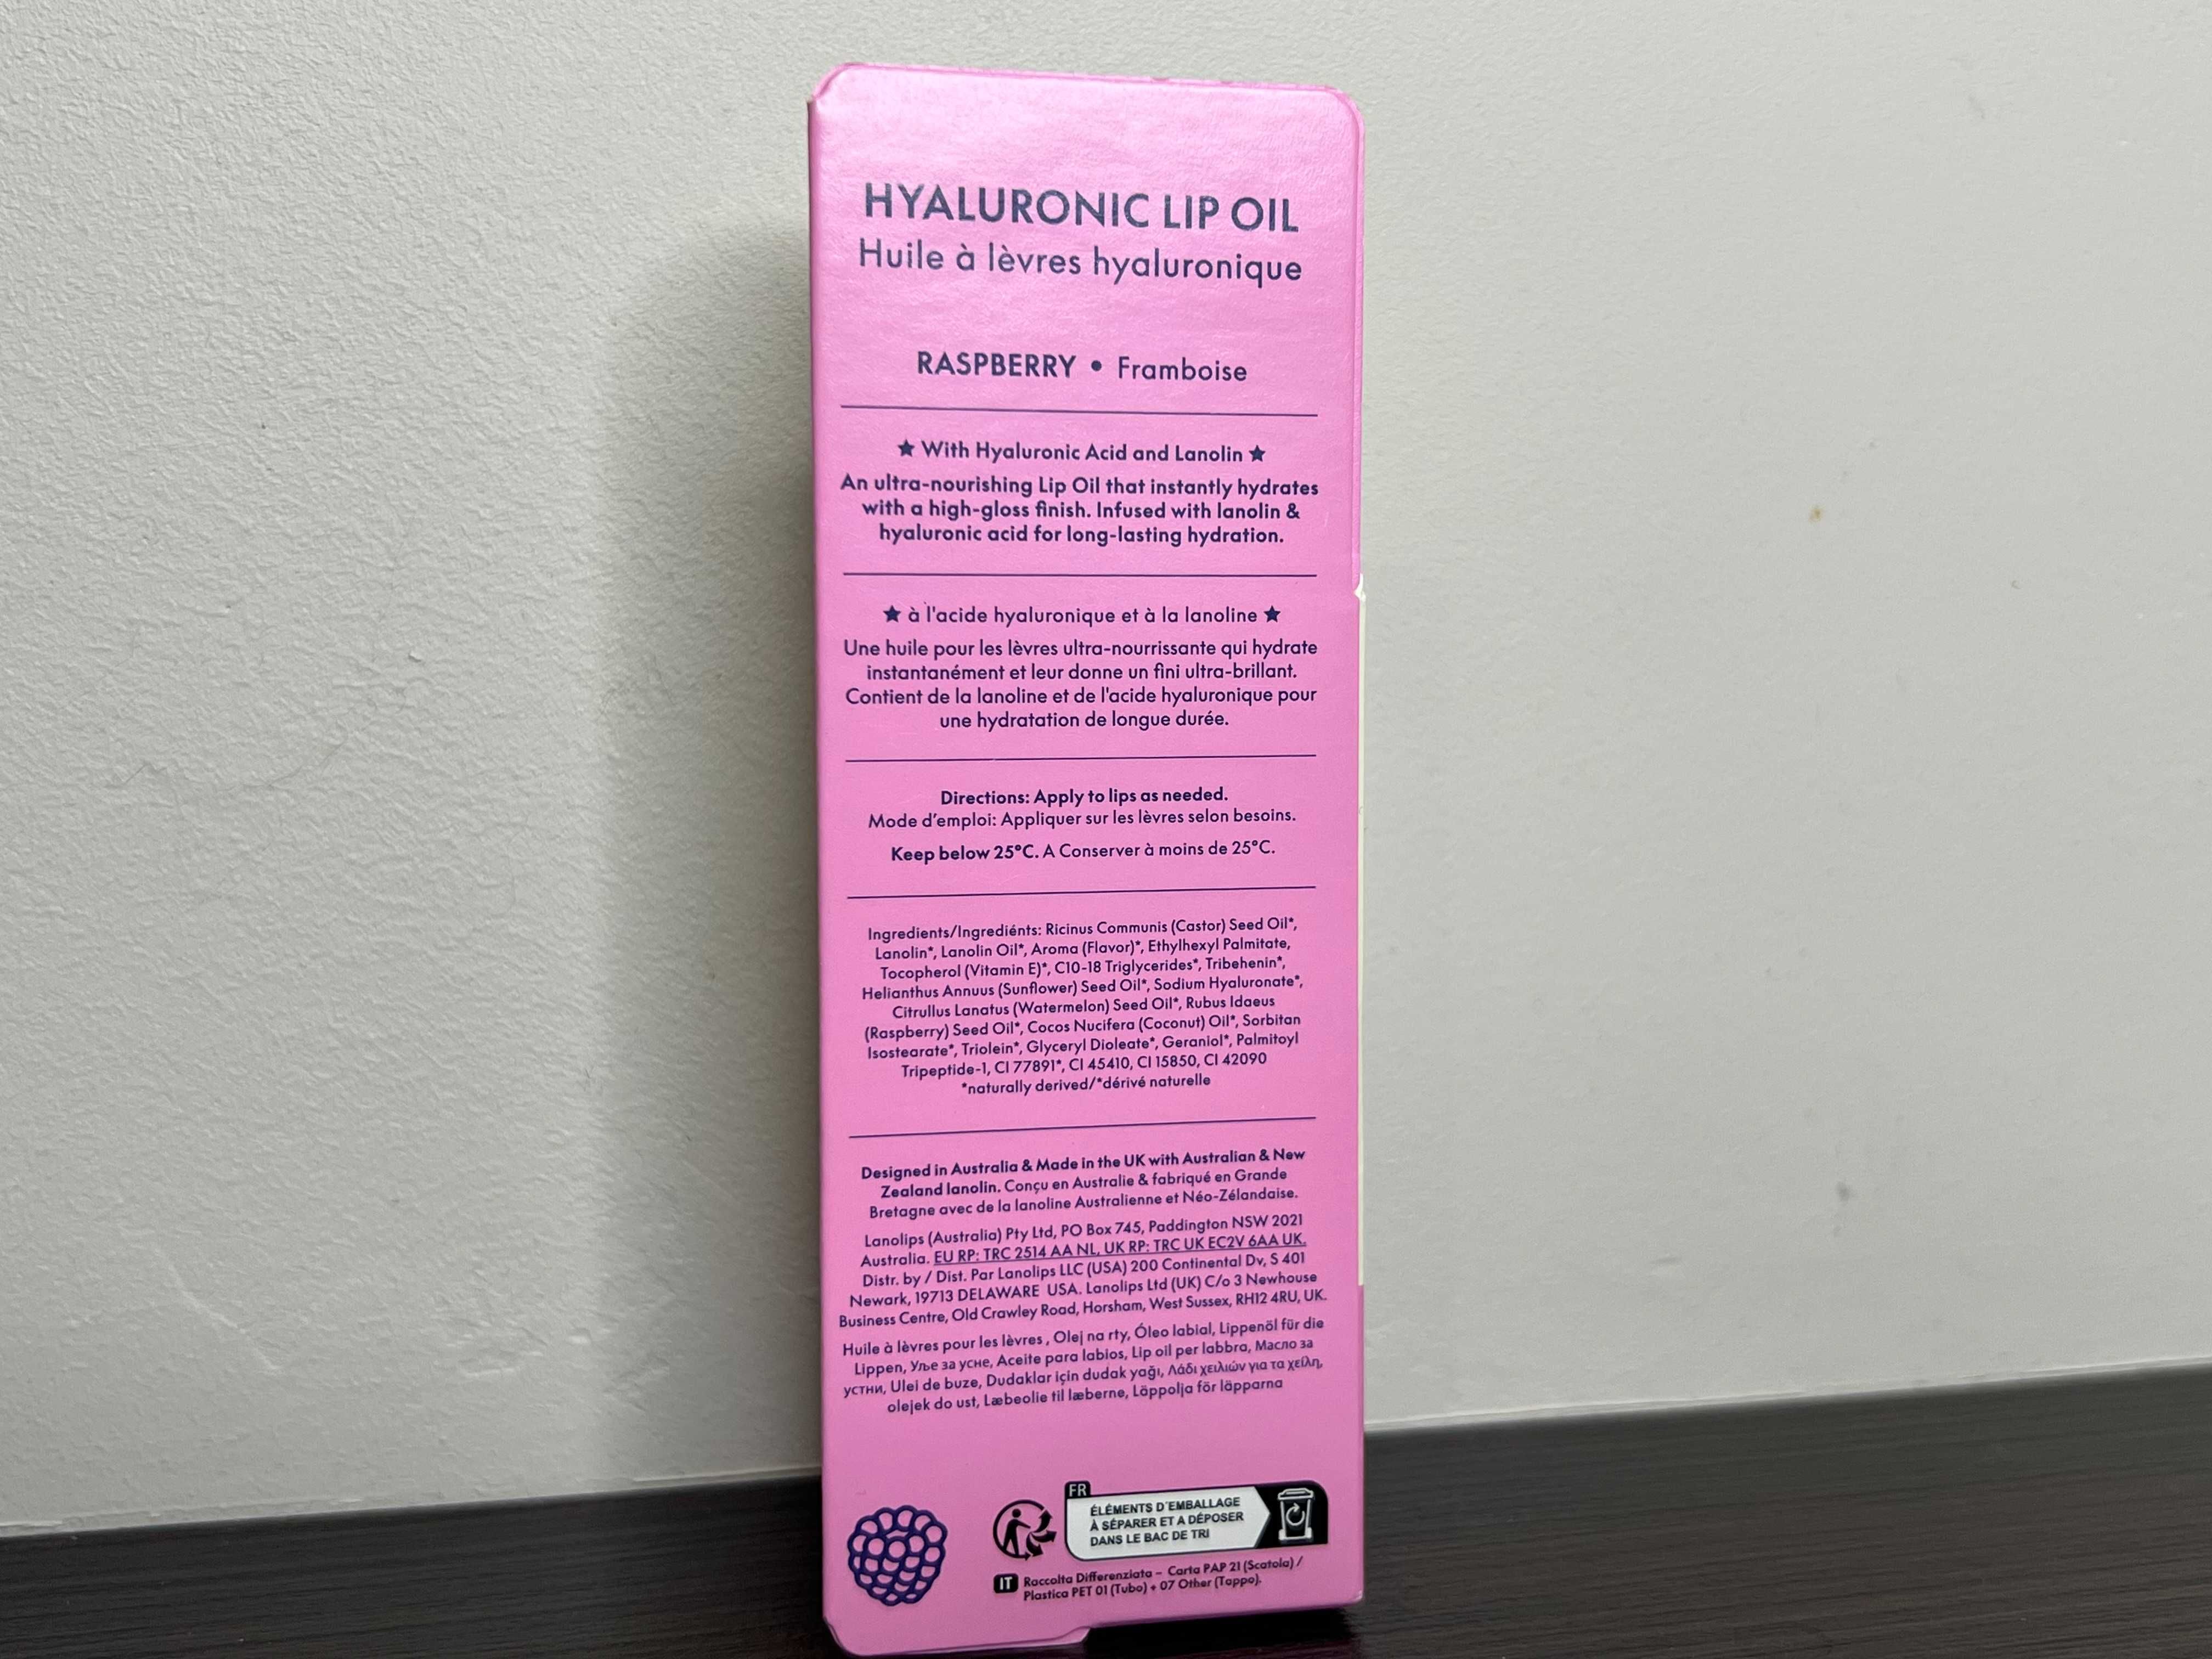 HYALURONIC LIP OIL
Huile à lèvres hyaluronique
RASPBERRY • Framboise
★ With Hyaluronic Acid and Lanolin ★
An ultra-nourishing Lip Oil that instantly hydrates
with a high-gloss finish. Infused with lanolin &
hyaluronic acid for long-lasting hydration.
★ à l'acide hyaluronique et à la lanoline ★
Une huile pour les lèvres ultra-nourrissante qui hydrate
instantanément et leur donne un fini ultra-brillant.
Contient de la lanoline et de l'acide hyaluronique pour
une hydratation de longue durée.
Directions: Apply to lips as needed.
Mode d'emploi: Appliquer sur les lèvres selon besoins.
Keep below 25°C. A Conserver à moins de 25°C.
Ingredients/Ingrediénts: Ricinus Communis (Castor) Seed Oil*,
Lanolin*, Lanolin Oil*, Aroma (Flavor)*, Ethylhexyl Palmitate,
Tocopherol (Vitamin E)*, C10-18 Triglycerides*, Tribehenin*,
Helianthus Annuus (Sunflower) Seed Oil*, Sodium Hyaluronate*,
Citrullus Lanatus (Watermelon) Seed Oil*, Rubus Idaeus
(Raspberry) Seed Oil*, Cocos Nucifera (Coconut) Oil*, Sorbitan
Isostearate*, Triolein*, Glyceryl Dioleate*, Geraniol*, Palmitoyl
Tripeptide-1, CI 77891*, CI 45410, CI 15850, CI 42090
*naturally derived/*dérivé naturelle
Designed in Australia & Made in the UK with Australian & New
Zealand lanolin. Conçu en Australie & fabriqué en Grande
Bretagne avec de la lanoline Australienne et Néo-Zélandaise.
Lanolips (Australia) Pty Ltd, PO Box 745, Paddington NSW 2021
Australia. EU RP: TRC 2514 AA NL, UK RP: TRC UK EC2V 6AA UK.
Distr. by / Dist. Par Lanolips LLC (USA) 200 Continental Dv, S 401
Newark, 19713 DELAWARE USA. Lanolips Ltd (UK) C/o 3 Newhouse
Business Centre, Old Crawley Road, Horsham, West Sussex, RH12 4RU, UK.
Huile à lèvres pour les lèvres , Olej na rty, Óleo labial, Lippenöl für die
Lippen, Уље за усне, Aceite para labios, Lip oil per labbra, Масло за
устни, Ulei de buze, Dudaklar için dudak yağı, Λάδι χειλιών για τα χείλη,
olejek do ust, Læbeolie til læberne, Läppolja för läpparna
FR
ÉLÉMENTS D'EMBALLAGE
À SÉPARER ET A DÉPOSER
DANS LE BAC DE TRI
IT Raccolta Differenziata – Carta PAP 21 (Scatola) /
Plastica PET 01 (Tubo) + 07 Other (Tappo).